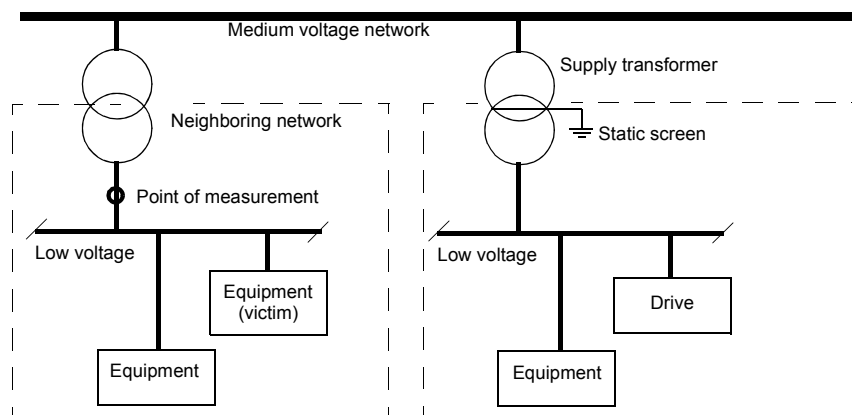 Medium voltage network
Supply transformer
Neighboring network
Static screen
Point of measurement
Low voltage
Low voltage
Equipment
(victim)
Drive
Equipment
Equipment